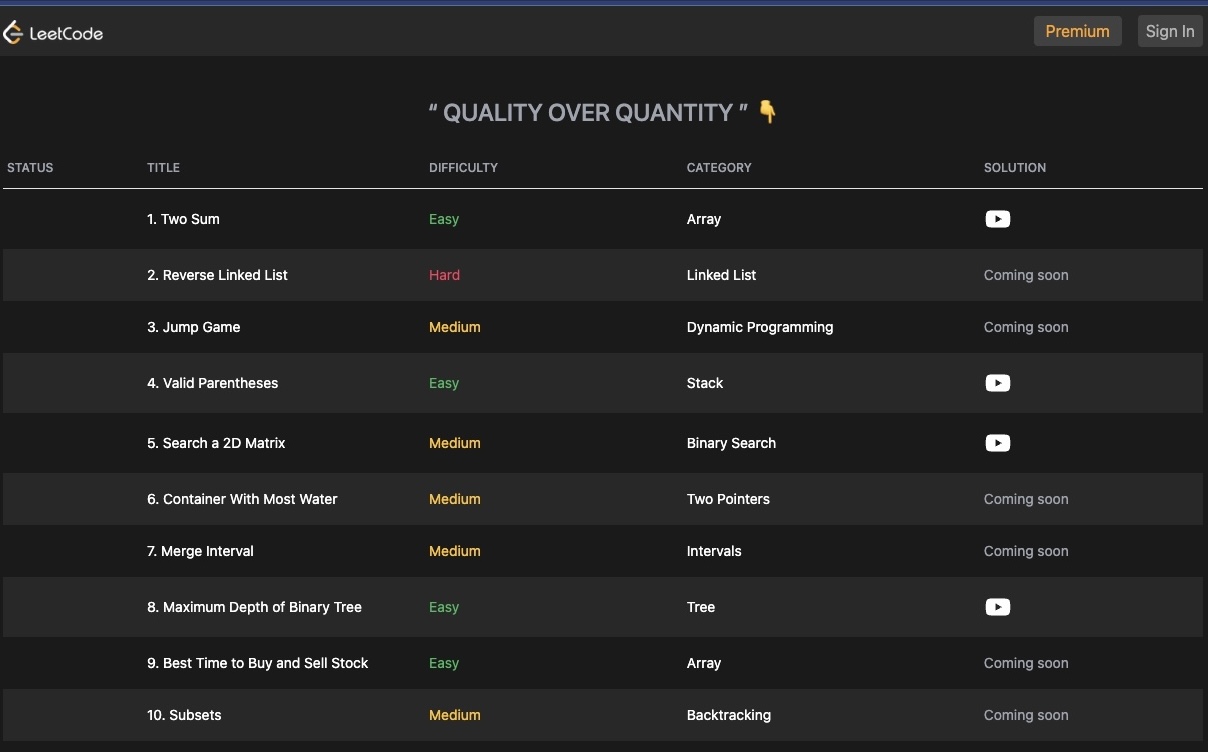 LeetCode Premium Sign In
“ QUALITY OVER QUANTITY ” 👇
STATUS TITLE DIFFICULTY CATEGORY SOLUTION
1. Two Sum Easy Array
2. Reverse Linked List Hard Linked List Coming soon
3. Jump Game Medium Dynamic Programming Coming soon
4. Valid Parentheses Easy Stack
5. Search a 2D Matrix Medium Binary Search
6. Container With Most Water Medium Two Pointers Coming soon
7. Merge Interval Medium Intervals Coming soon
8. Maximum Depth of Binary Tree Easy Tree
9. Best Time to Buy and Sell Stock Easy Array Coming soon
10. Subsets Medium Backtracking Coming soon